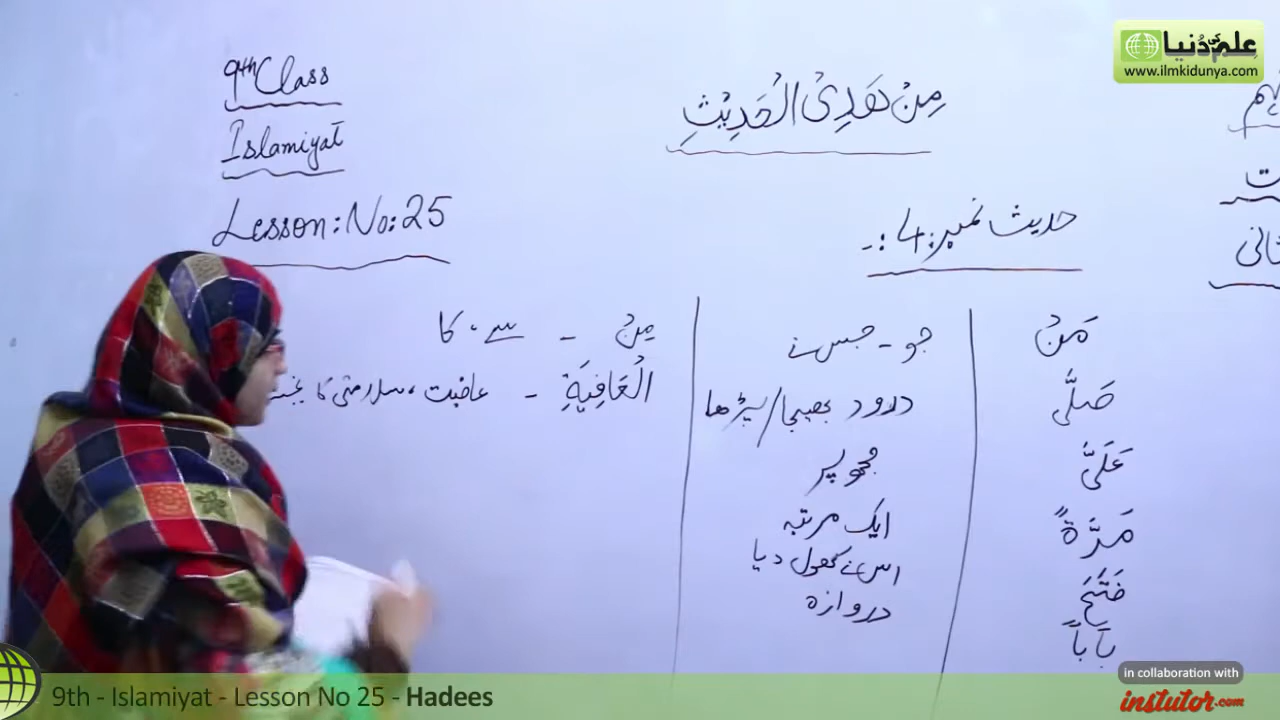 علم کی دنیا
www.ilmkidunya.com
9th Class
Islamiyat
Lesson: No: 25
مِنْ ھَدِیْ الْحَدِیْثِ
حدیث نمبر: 4:-
مَنْ جو - جس نے
صَلَّی درود بھیجا/پڑھا
عَلَیَّ مجھ پر
مَرَّةً ایک مرتبہ
فَتَحَ اس نے کھول دیا
بَاباً دروازہ
مِنْ - سے، کا
الْعَافِیَةِ - عافیت، سلامتی کا
9th - Islamiyat - Lesson No 25 - Hadees
in collaboration with
instutor.com